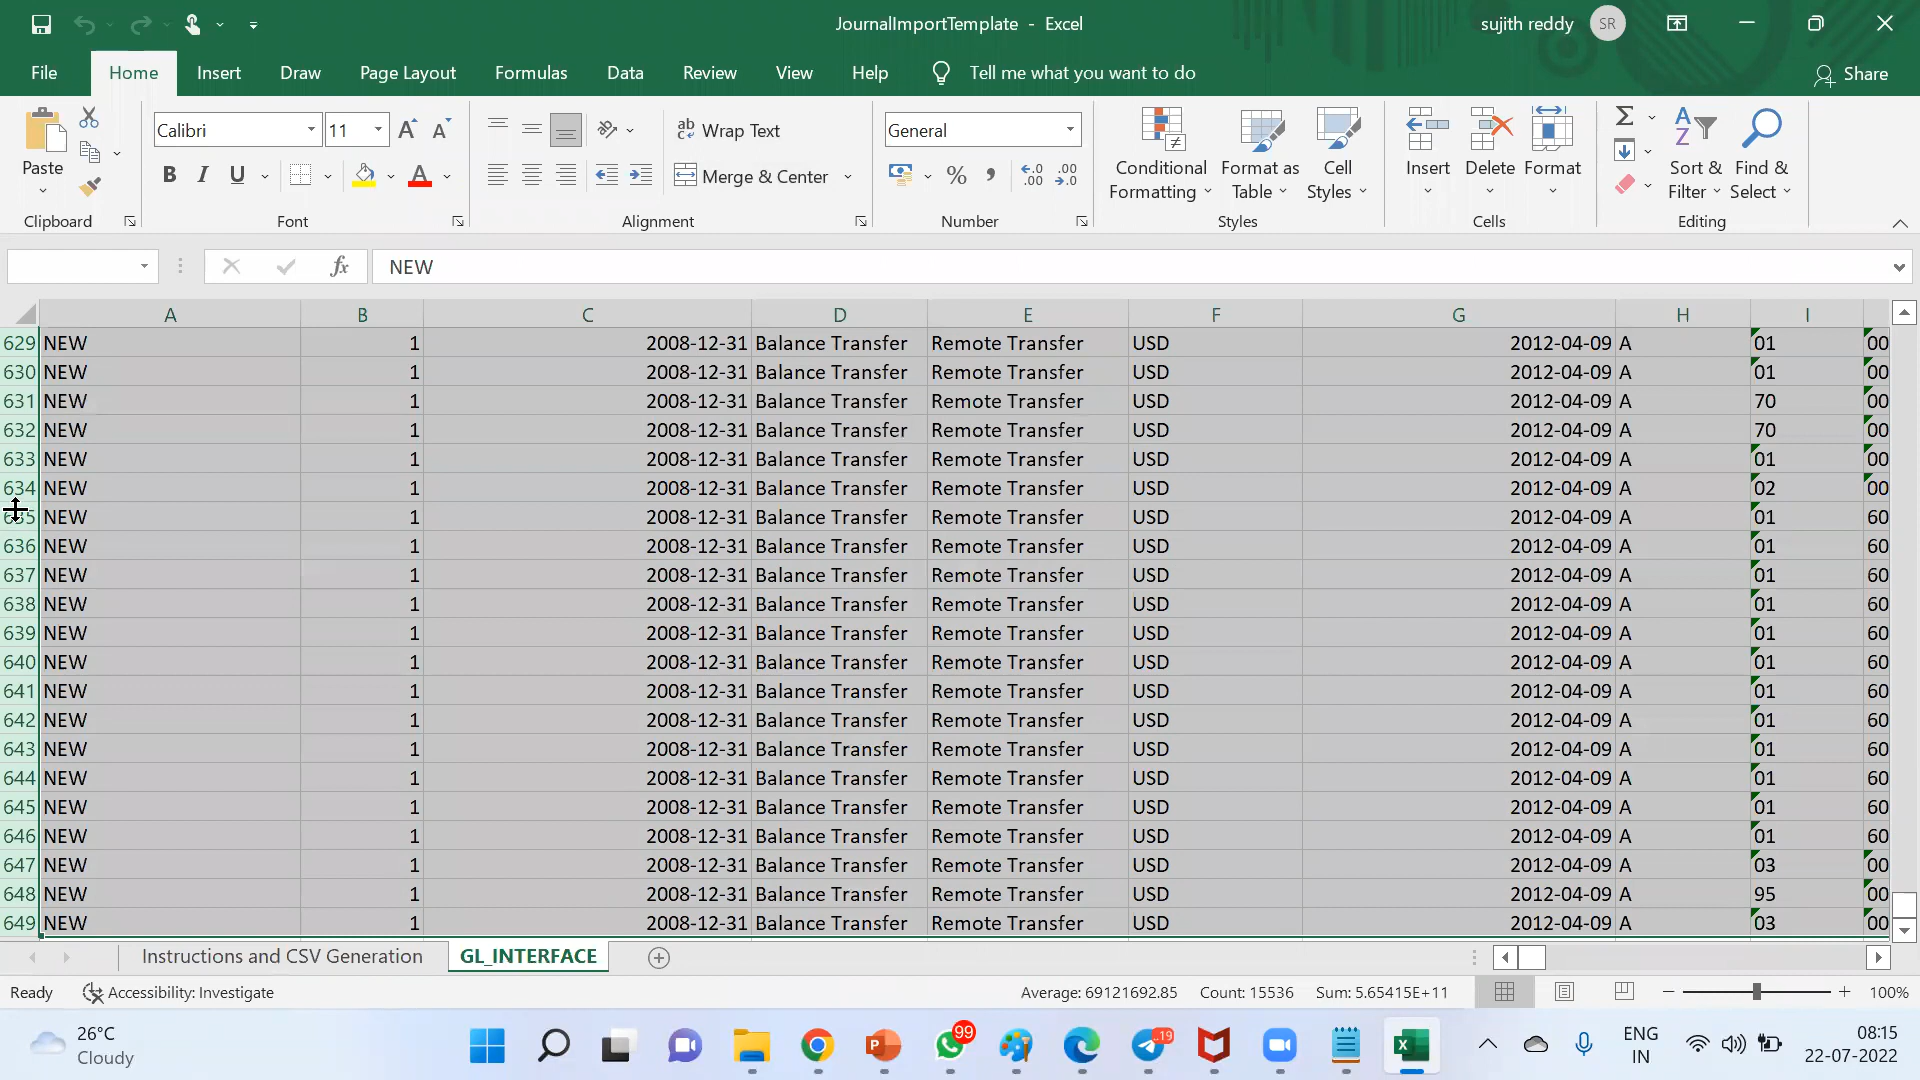 JournalImportTemplate - Excel
sujith reddy SR
File Home Insert Draw Page Layout Formulas Data Review View Help Tell me what you want to do Share
Paste
Clipboard
Calibri 11
Font
Wrap Text
Merge & Center
Alignment
General
Number
Conditional Formatting
Format as Table
Cell Styles
Styles
Insert Delete Format
Cells
Sort & Filter
Find & Select
Editing
fx NEW
A B C D E F G H I
629 NEW 1 2008-12-31 Balance Transfer Remote Transfer USD 2012-04-09 A 01 00
630 NEW 1 2008-12-31 Balance Transfer Remote Transfer USD 2012-04-09 A 01 00
631 NEW 1 2008-12-31 Balance Transfer Remote Transfer USD 2012-04-09 A 70 00
632 NEW 1 2008-12-31 Balance Transfer Remote Transfer USD 2012-04-09 A 70 00
633 NEW 1 2008-12-31 Balance Transfer Remote Transfer USD 2012-04-09 A 01 00
634 NEW 1 2008-12-31 Balance Transfer Remote Transfer USD 2012-04-09 A 02 00
635 NEW 1 2008-12-31 Balance Transfer Remote Transfer USD 2012-04-09 A 01 60
636 NEW 1 2008-12-31 Balance Transfer Remote Transfer USD 2012-04-09 A 01 60
637 NEW 1 2008-12-31 Balance Transfer Remote Transfer USD 2012-04-09 A 01 60
638 NEW 1 2008-12-31 Balance Transfer Remote Transfer USD 2012-04-09 A 01 60
639 NEW 1 2008-12-31 Balance Transfer Remote Transfer USD 2012-04-09 A 01 60
640 NEW 1 2008-12-31 Balance Transfer Remote Transfer USD 2012-04-09 A 01 60
641 NEW 1 2008-12-31 Balance Transfer Remote Transfer USD 2012-04-09 A 01 60
642 NEW 1 2008-12-31 Balance Transfer Remote Transfer USD 2012-04-09 A 01 60
643 NEW 1 2008-12-31 Balance Transfer Remote Transfer USD 2012-04-09 A 01 60
644 NEW 1 2008-12-31 Balance Transfer Remote Transfer USD 2012-04-09 A 01 60
645 NEW 1 2008-12-31 Balance Transfer Remote Transfer USD 2012-04-09 A 01 60
646 NEW 1 2008-12-31 Balance Transfer Remote Transfer USD 2012-04-09 A 01 60
647 NEW 1 2008-12-31 Balance Transfer Remote Transfer USD 2012-04-09 A 03 00
648 NEW 1 2008-12-31 Balance Transfer Remote Transfer USD 2012-04-09 A 95 00
649 NEW 1 2008-12-31 Balance Transfer Remote Transfer USD 2012-04-09 A 03 00
Instructions and CSV Generation GL_INTERFACE
Ready Accessibility: Investigate Average: 69121692.85 Count: 15536 Sum: 5.65415E+11 100%
26°C
Cloudy
99
19
ENG
IN
08:15
22-07-2022